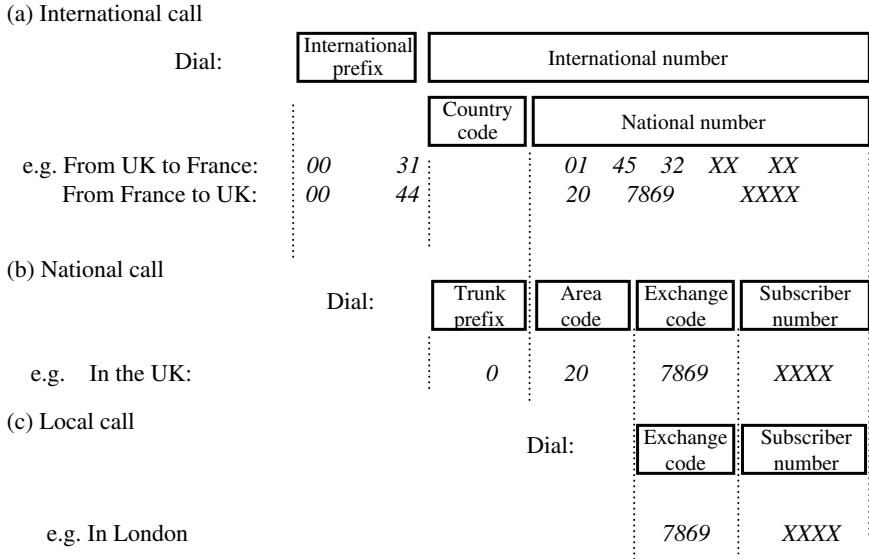 (a) International call
Dial: International prefix International number
Country code National number
e.g. From UK to France: 00 31 01 45 32 XX XX
From France to UK: 00 44 20 7869 XXXX
(b) National call
Dial: Trunk prefix Area code Exchange code Subscriber number
e.g. In the UK: 0 20 7869 XXXX
(c) Local call
Dial: Exchange code Subscriber number
e.g. In London 7869 XXXX